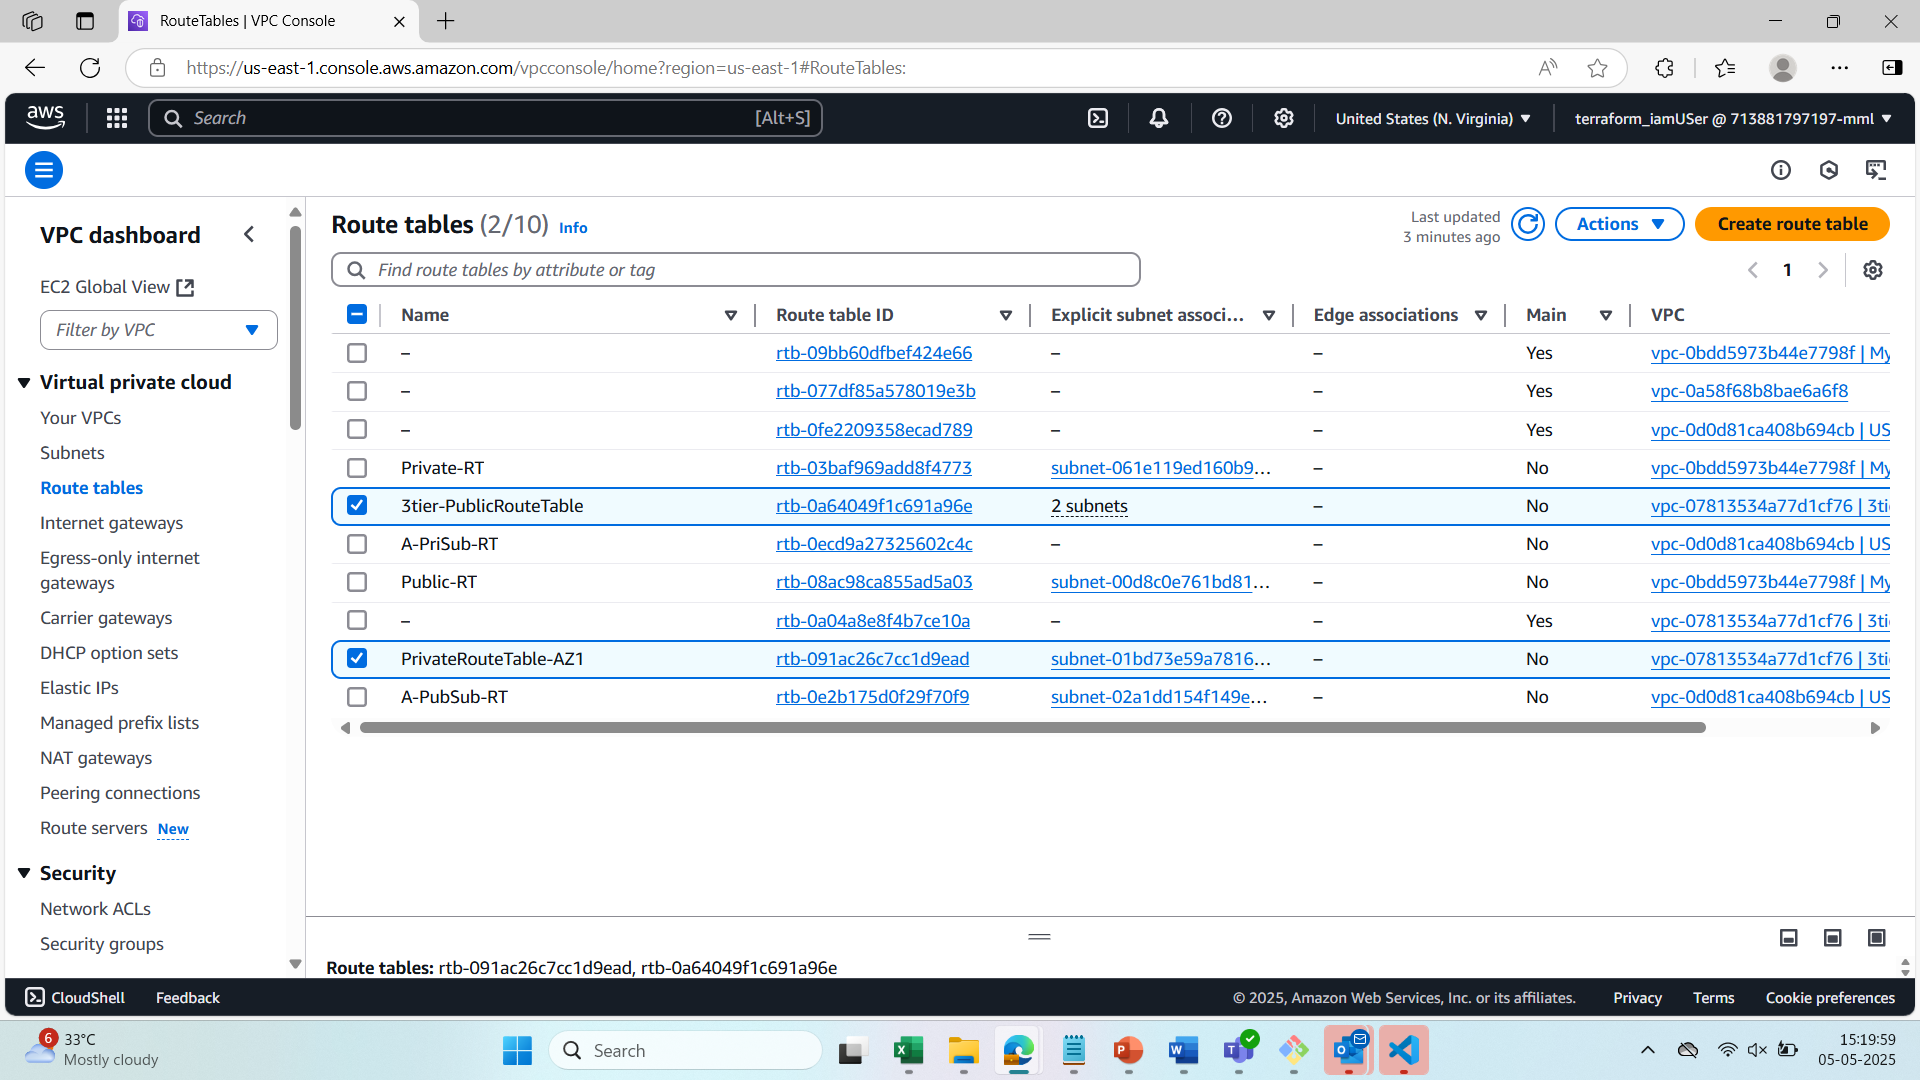 RouteTables | VPC Console
https://us-east-1.console.aws.amazon.com/vpcconsole/home?region=us-east-1#RouteTables:
aws
Search [Alt+S]
United States (N. Virginia)
terraform_iamUSer @ 713881797197-mml
VPC dashboard
EC2 Global View
Filter by VPC
Virtual private cloud
Your VPCs
Subnets
Route tables
Internet gateways
Egress-only internet
gateways
Carrier gateways
DHCP option sets
Elastic IPs
Managed prefix lists
NAT gateways
Peering connections
Route servers New
Security
Network ACLs
Security groups
Route tables (2/10) Info
Last updated
3 minutes ago
Actions
Create route table
Find route tables by attribute or tag
1
Name Route table ID Explicit subnet associ... Edge associations Main VPC
– rtb-09bb60dfbef424e66 – – Yes vpc-0bdd5973b44e7798f | My
– rtb-077df85a578019e3b – – Yes vpc-0a58f68b8bae6a6f8
– rtb-0fe2209358ecad789 – – Yes vpc-0d0d81ca408b694cb | US
Private-RT rtb-03baf969add8f4773 subnet-061e119ed160b9... – No vpc-0bdd5973b44e7798f | My
3tier-PublicRouteTable rtb-0a64049f1c691a96e 2 subnets – No vpc-07813534a77d1cf76 | 3tie
A-PriSub-RT rtb-0ecd9a27325602c4c – – No vpc-0d0d81ca408b694cb | US
Public-RT rtb-08ac98ca855ad5a03 subnet-00d8c0e761bd81... – No vpc-0bdd5973b44e7798f | My
– rtb-0a04a8e8f4b7ce10a – – Yes vpc-07813534a77d1cf76 | 3tie
PrivateRouteTable-AZ1 rtb-091ac26c7cc1d9ead subnet-01bd73e59a7816... – No vpc-07813534a77d1cf76 | 3tie
A-PubSub-RT rtb-0e2b175d0f29f70f9 subnet-02a1dd154f149e... – No vpc-0d0d81ca408b694cb | US
Route tables: rtb-091ac26c7cc1d9ead, rtb-0a64049f1c691a96e
CloudShell Feedback
© 2025, Amazon Web Services, Inc. or its affiliates. Privacy Terms Cookie preferences
6
33°C
Mostly cloudy
Search
15:19:59
05-05-2025